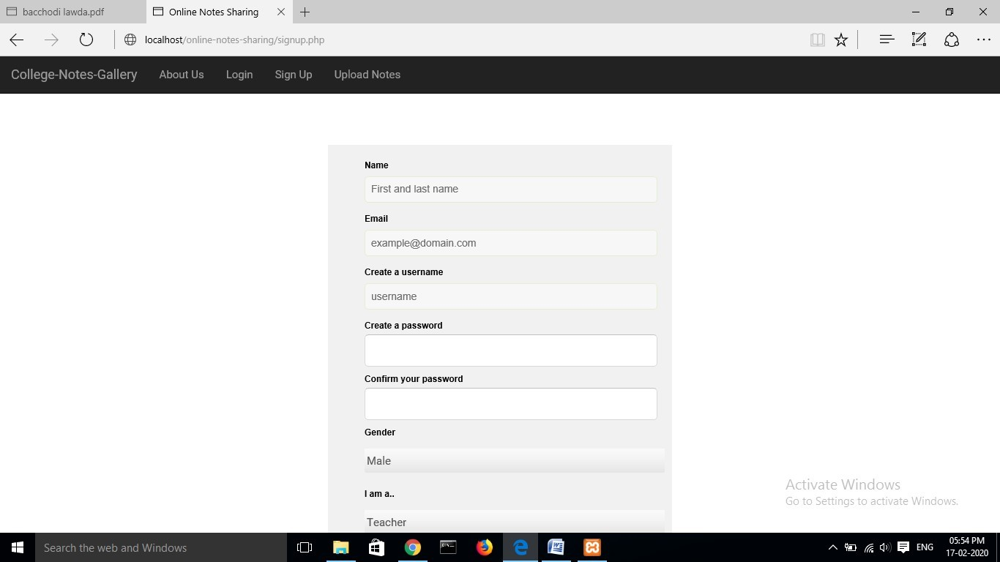 bacchodi lawda.pdf
Online Notes Sharing
localhost/online-notes-sharing/signup.php
College-Notes-Gallery About Us Login Sign Up Upload Notes
Name
First and last name
Email
example@domain.com
Create a username
username
Create a password
Confirm your password
Gender
Male
I am a..
Teacher
Activate Windows
Go to Settings to activate Windows.
Search the web and Windows
ENG
05:54 PM
17-02-2020